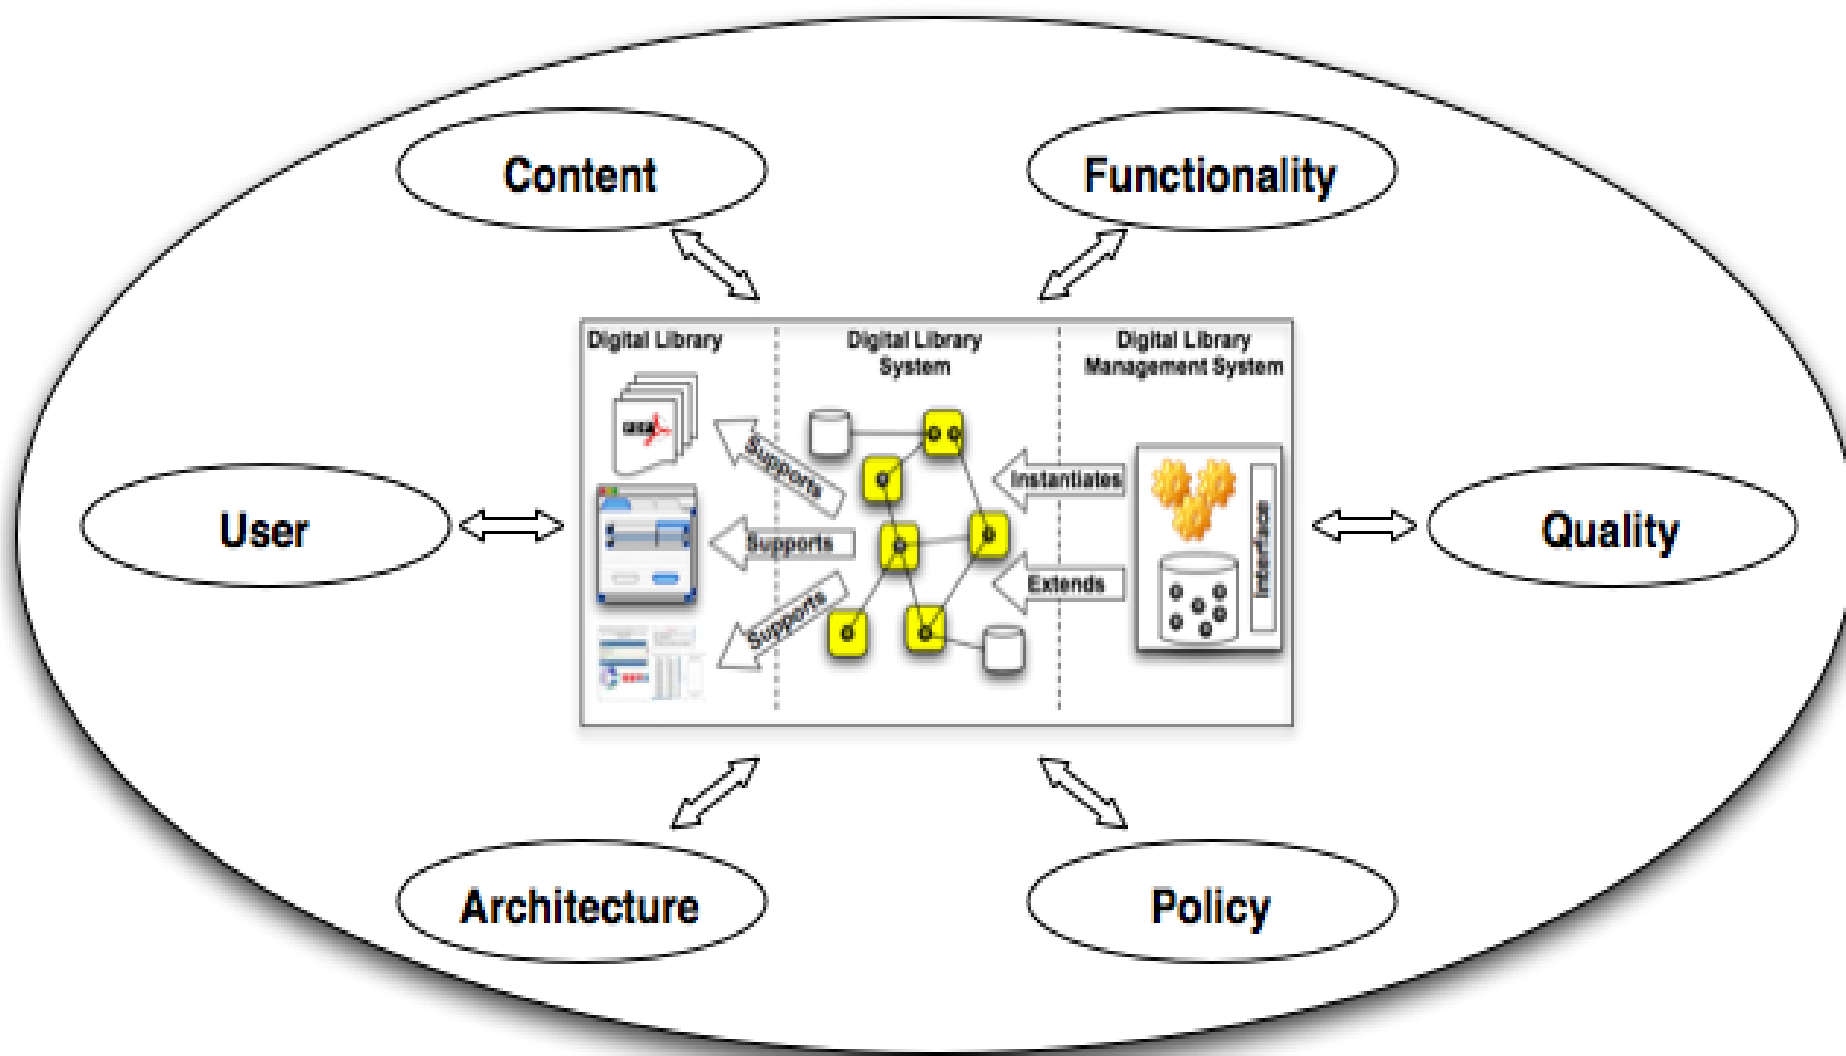 Content
Functionality
Digital Library
Digital Library
System
Digital Library
Management System
Supports
Instantiates
User
Supports
Interface
Quality
Extends
Supports
Architecture
Policy